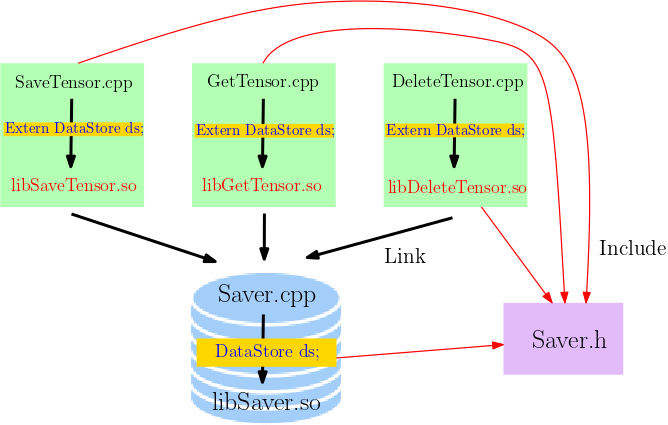 SaveTensor.cpp
Extern DataStore ds;
libSaveTensor.so
GetTensor.cpp
Extern DataStore ds;
libGetTensor.so
DeleteTensor.cpp
Extern DataStore ds;
libDeleteTensor.so
Link
Include
Saver.cpp
DataStore ds;
libSaver.so
Saver.h